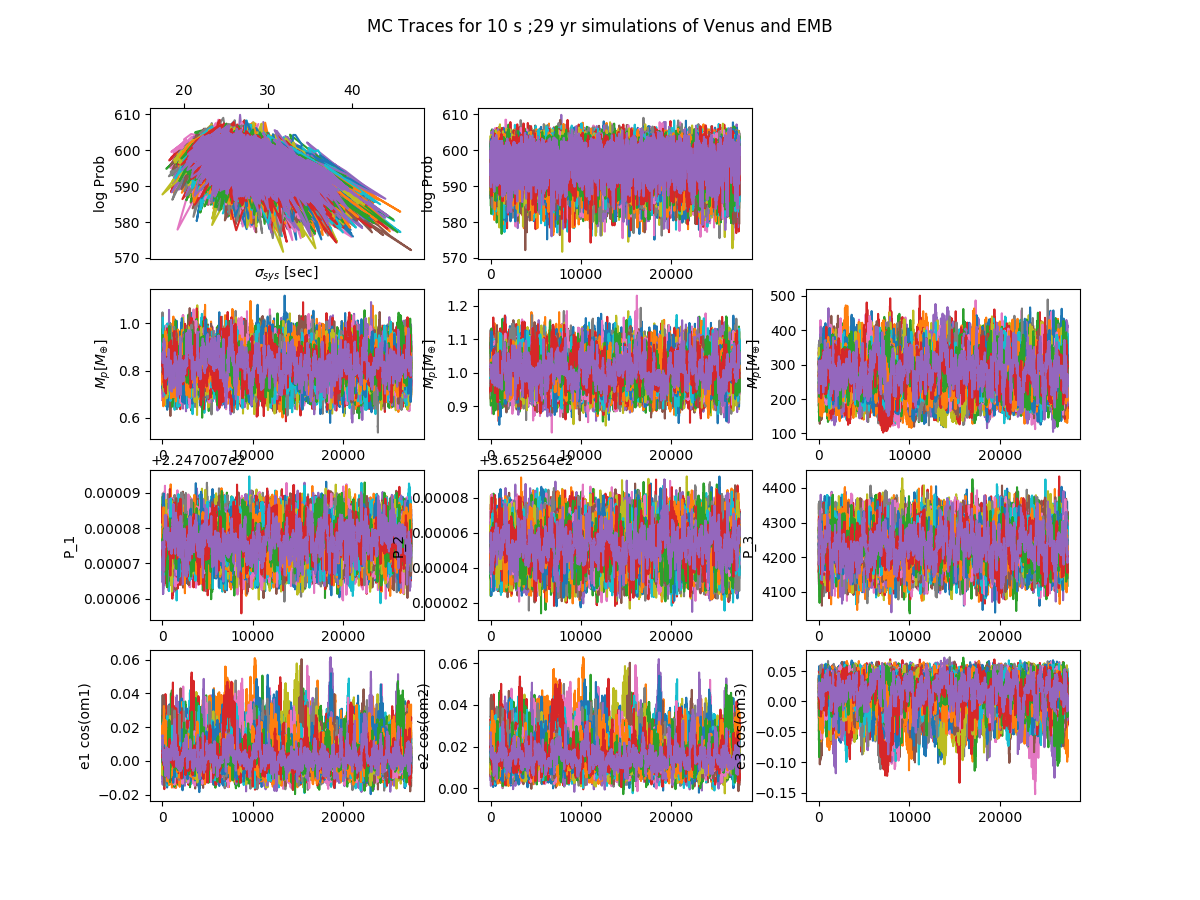 MC Traces for 10 s ;29 yr simulations of Venus and EMB
20 30 40
610 600 590 580 570
log Prob
σsys [sec]
610 600 590 580 570
log Prob
0 10000 20000
1.0 0.8 0.6
Mp[M⊕]
0 10000 20000
1.2 1.1 1.0 0.9
Mp[M⊕]
0 10000 20000
500 400 300 200 100
Mp[M⊕]
0 10000 20000
+2.247007e2
0.00009 0.00008 0.00007 0.00006
P_1
0 10000 20000
+3.652564e2
0.00008 0.00006 0.00004 0.00002
P_2
0 10000 20000
4400 4300 4200 4100
P_3
0 10000 20000
0.06 0.04 0.02 0.00 −0.02
e1 cos(om1)
0 10000 20000
0.06 0.04 0.02 0.00
e2 cos(om2)
0 10000 20000
0.05 0.00 −0.05 −0.10 −0.15
e3 cos(om3)
0 10000 20000